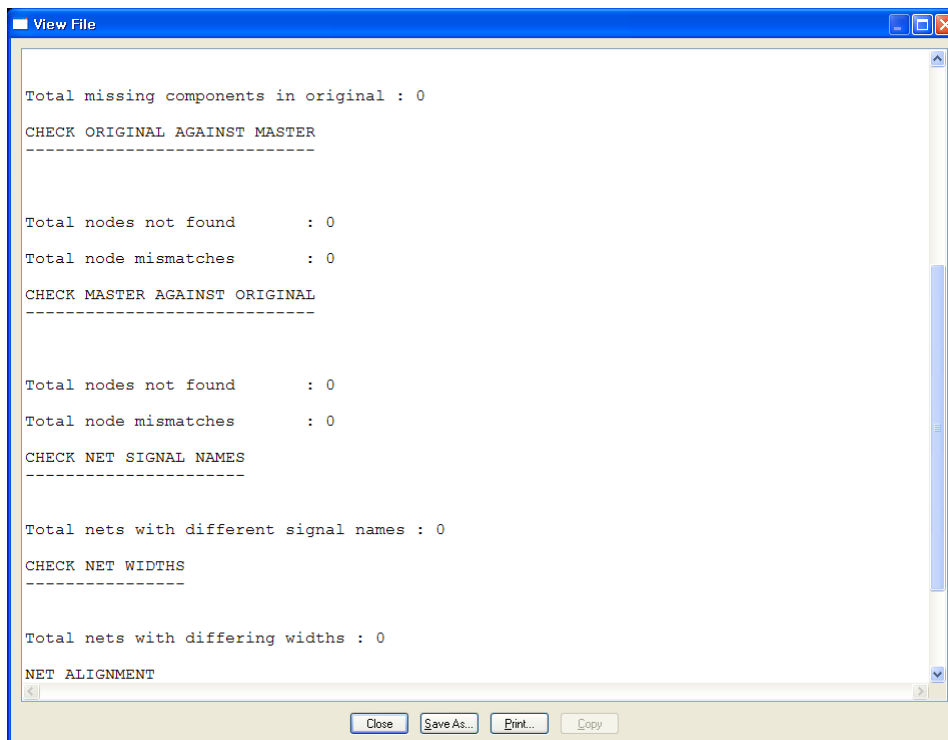 View File
Total missing components in original : 0
CHECK ORIGINAL AGAINST MASTER
-----------------------------
Total nodes not found       : 0
Total node mismatches       : 0
CHECK MASTER AGAINST ORIGINAL
-----------------------------
Total nodes not found       : 0
Total node mismatches       : 0
CHECK NET SIGNAL NAMES
----------------------
Total nets with different signal names : 0
CHECK NET WIDTHS
----------------
Total nets with differing widths : 0
NET ALIGNMENT
Close Save As... Print... Copy